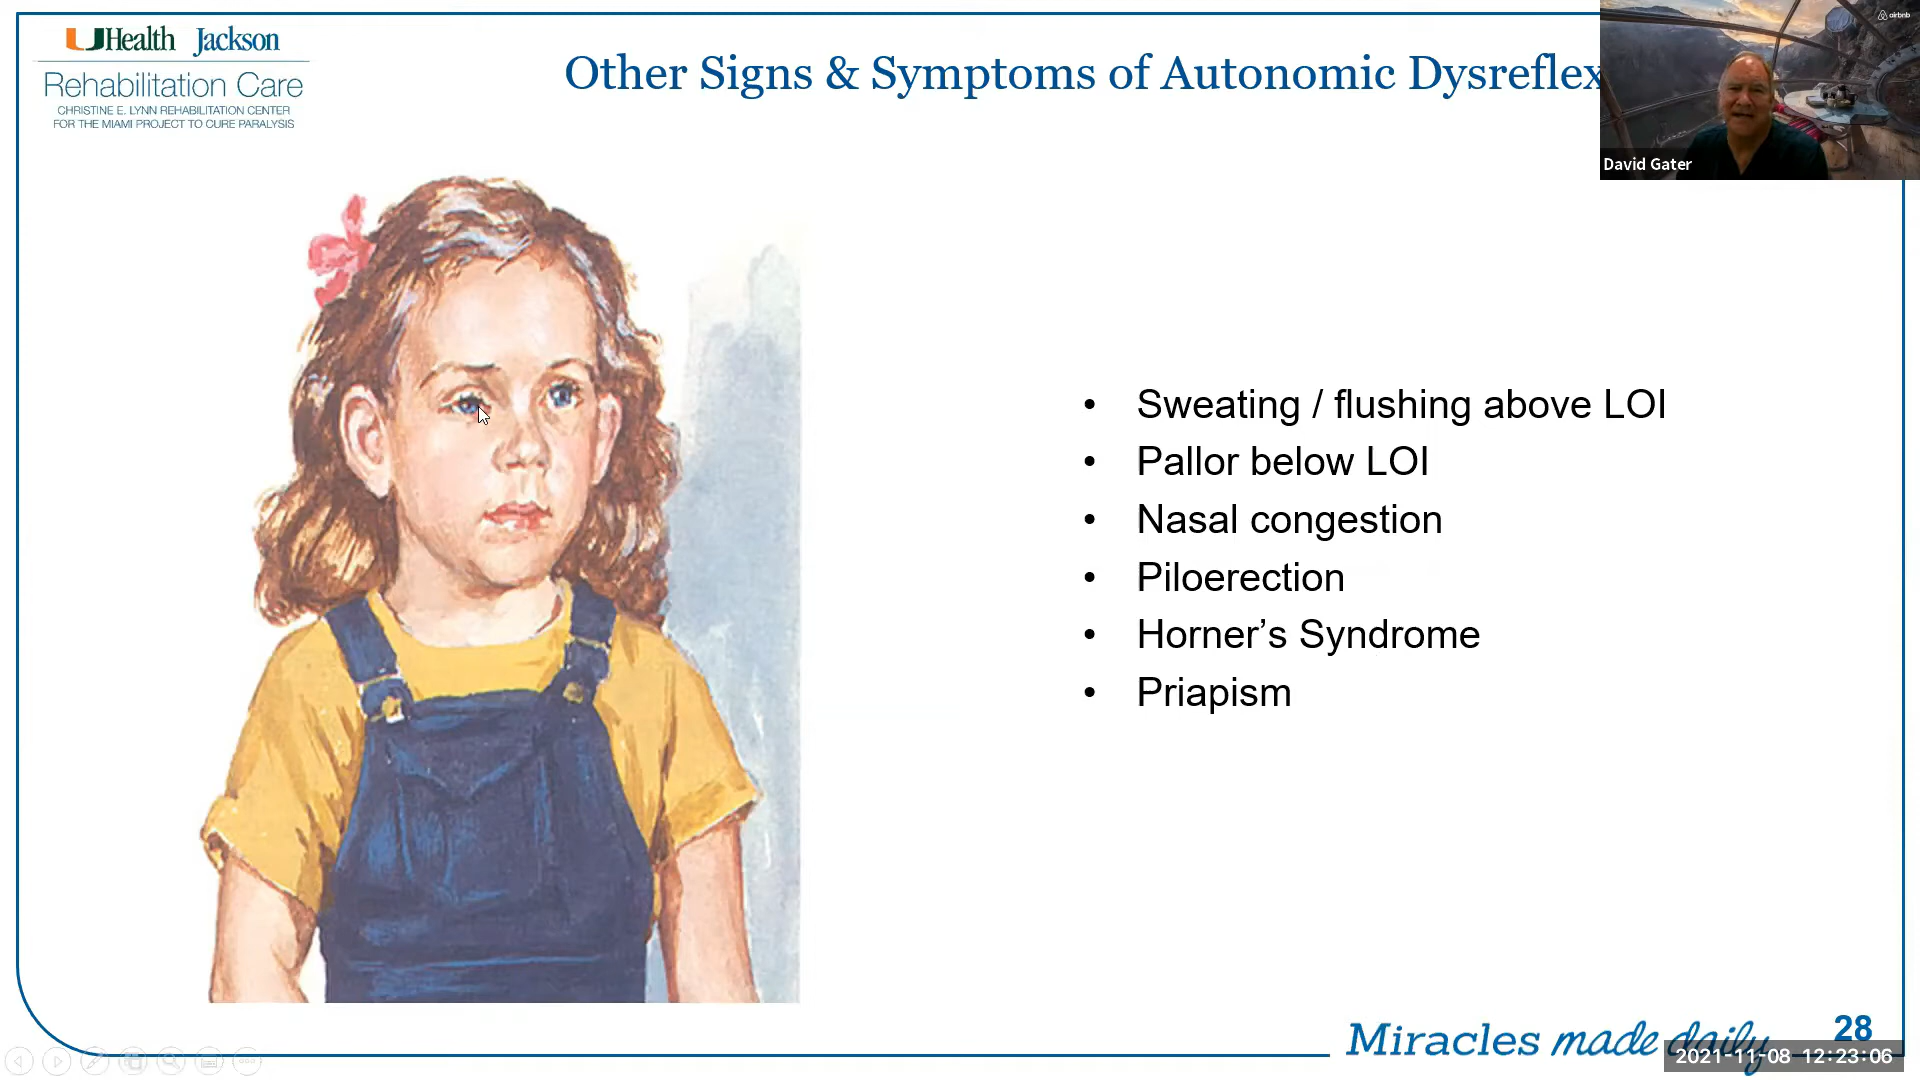 UHealth Jackson
Rehabilitation Care
CHRISTINE E. LYNN REHABILITATION CENTER
FOR THE MIAMI PROJECT TO CURE PARALYSIS
Other Signs & Symptoms of Autonomic Dysreflex
airbnb
David Gater
• Sweating / flushing above LOI
• Pallor below LOI
• Nasal congestion
• Piloerection
• Horner’s Syndrome
• Priapism
Miracles made daily
28
2021-11-08 12:23:06